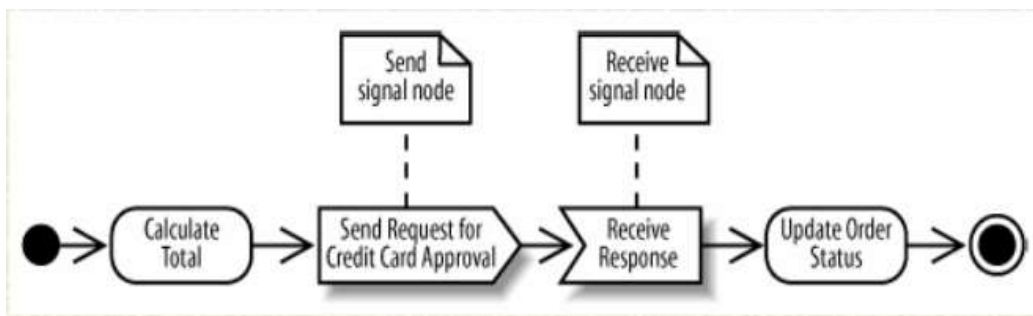 Send
signal node
Receive
signal node
Calculate
Total
Send Request for
Credit Card Approval
Receive
Response
Update Order
Status